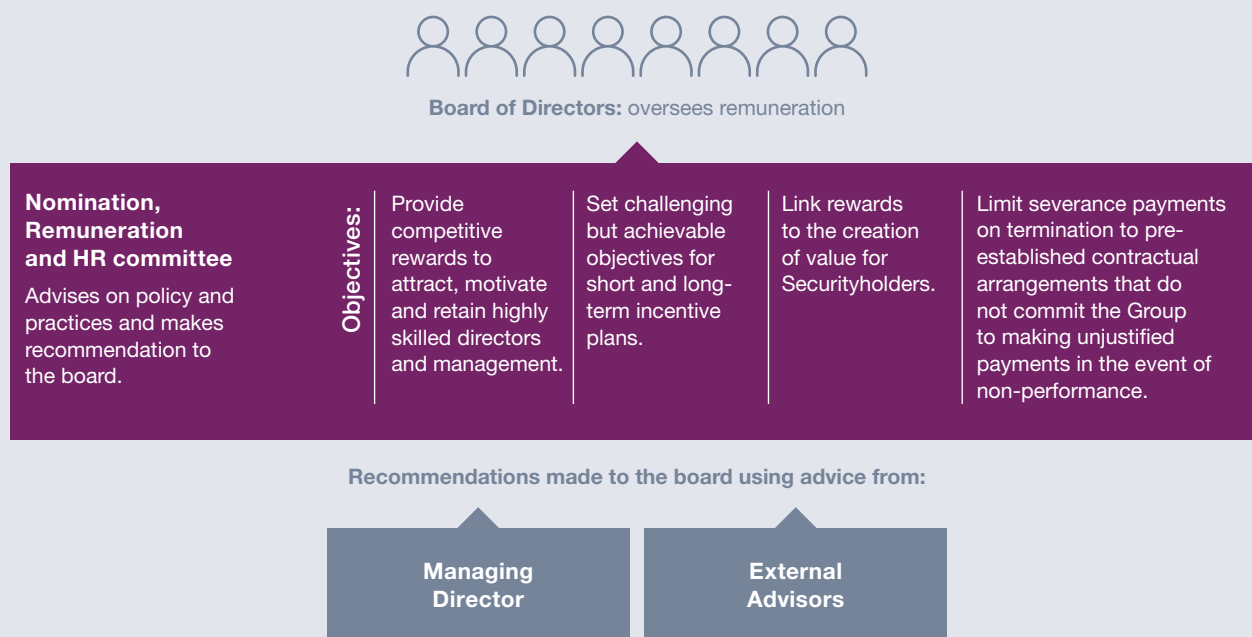 Board of Directors: oversees remuneration
Nomination,
Remuneration
and HR committee
Advises on policy and
practices and makes
recommendation to
the board.
Objectives:
Provide
competitive
rewards to
attract, motivate
and retain highly
skilled directors
and management.
Set challenging
but achievable
objectives for
short and long-
term incentive
plans.
Link rewards
to the creation
of value for
Securityholders.
Limit severance payments
on termination to pre-
established contractual
arrangements that do
not commit the Group
to making unjustified
payments in the event of
non-performance.
Recommendations made to the board using advice from:
Managing
Director
External
Advisors